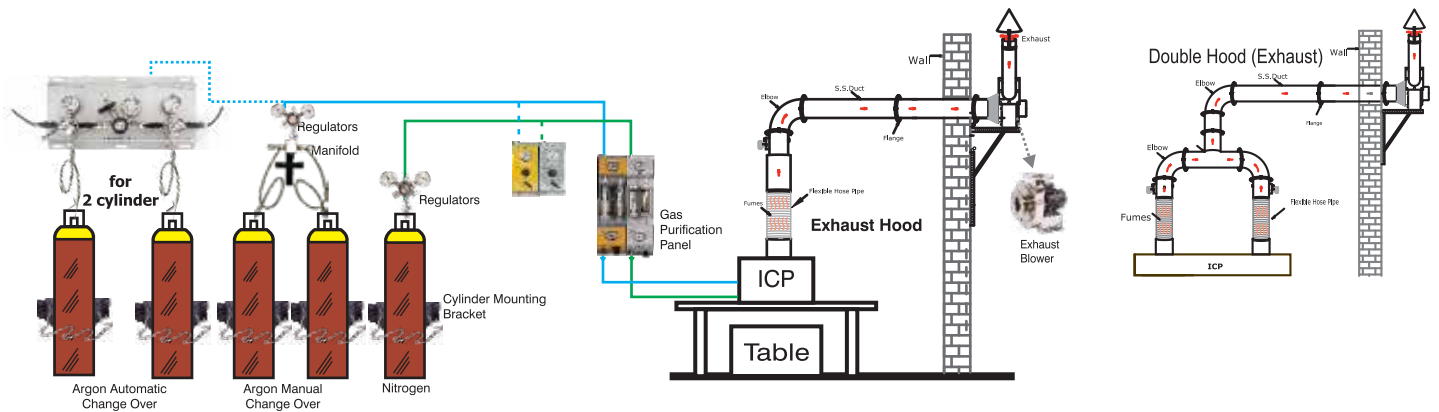 for
2 cylinder
Regulators
Manifold
Regulators
Gas
Purification
Panel
Cylinder Mounting
Bracket
Argon Automatic
Change Over
Argon Manual
Change Over
Nitrogen
Exhaust
Wall
S.S.Duct
Elbow
Flange
Flexible Hose Pipe
Fumes
Exhaust Hood
Exhaust
Blower
ICP
Table
Double Hood (Exhaust)
Wall
S.S.Duct
Elbow
Flange
Elbow
Fumes
Flexible Hose Pipe
ICP